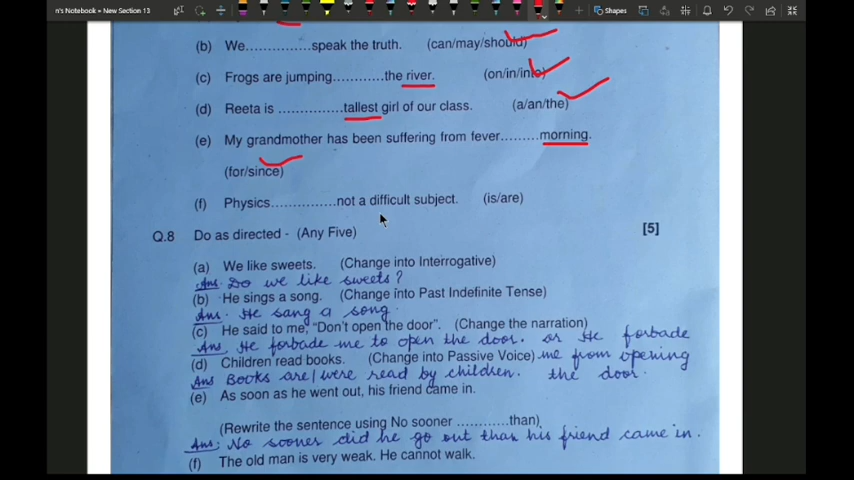 n's Notebook » New Section 13
Shapes
(b) We..............speak the truth. (can/may/should)
(c) Frogs are jumping............the river. (on/in/into)
(d) Reeta is ...............tallest girl of our class. (a/an/the)
(e) My grandmother has been suffering from fever.........morning.
(for/since)
(f) Physics...............not a difficult subject. (is/are)
Q.8 Do as directed - (Any Five) [5]
(a) We like sweets. (Change into Interrogative)
Ans. Do we like sweets?
(b) He sings a song. (Change into Past Indefinite Tense)
Ans. He sang a song.
(c) He said to me, "Don't open the door". (Change the narration)
Ans. He forbade me to open the door. or He forbade
(d) Children read books. (Change into Passive Voice) me from opening
Ans Books are/were read by children. the door.
(e) As soon as he went out, his friend came in.
(Rewrite the sentence using No sooner ............than)
Ans: No sooner did he go out than his friend came in.
(f) The old man is very weak. He cannot walk.